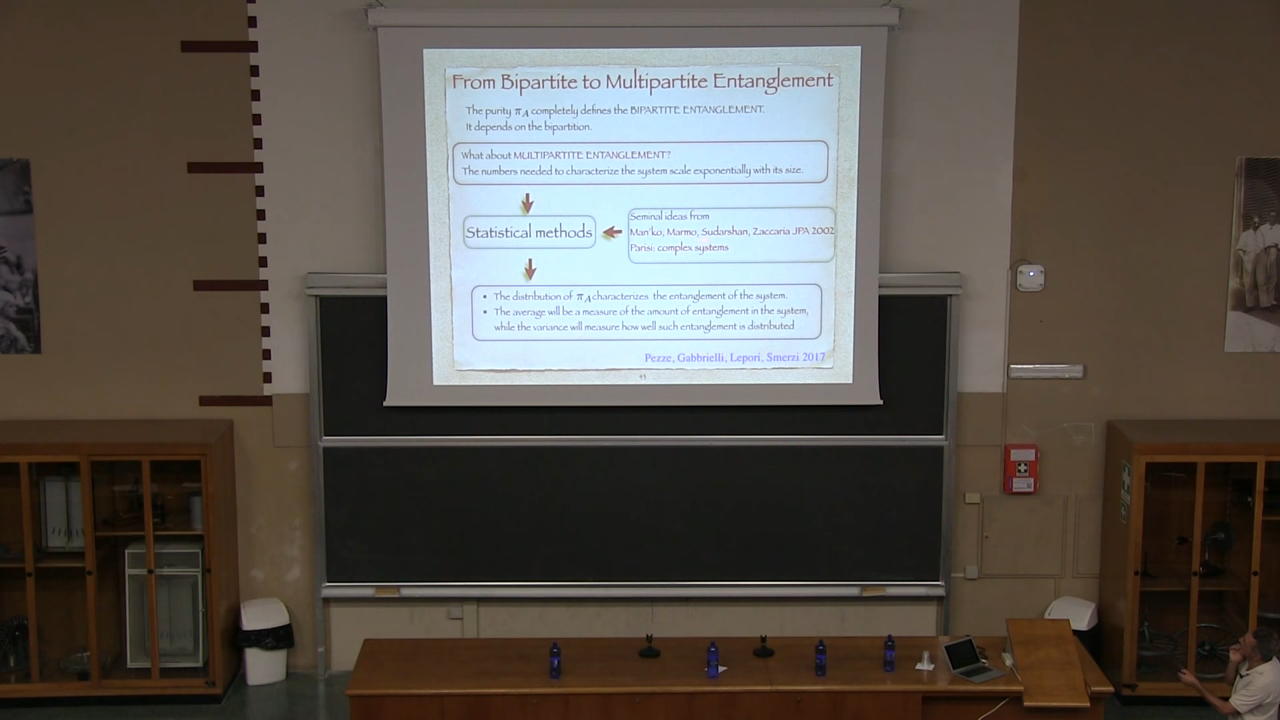 From Bipartite to Multipartite Entanglement
The purity π_A completely defines the BIPARTITE ENTANGLEMENT.
It depends on the bipartition.
What about MULTIPARTITE ENTANGLEMENT?
The numbers needed to characterize the system scale exponentially with its size.
Statistical methods
Seminal ideas from
Man'ko, Marmo, Sudarshan, Zaccaria JPA 2002
Parisi: complex systems
• The distribution of π_A characterizes the entanglement of the system.
• The average will be a measure of the amount of entanglement in the system,
while the variance will measure how well such entanglement is distributed
Pezze, Gabbrielli, Lepori, Smerzi 2017